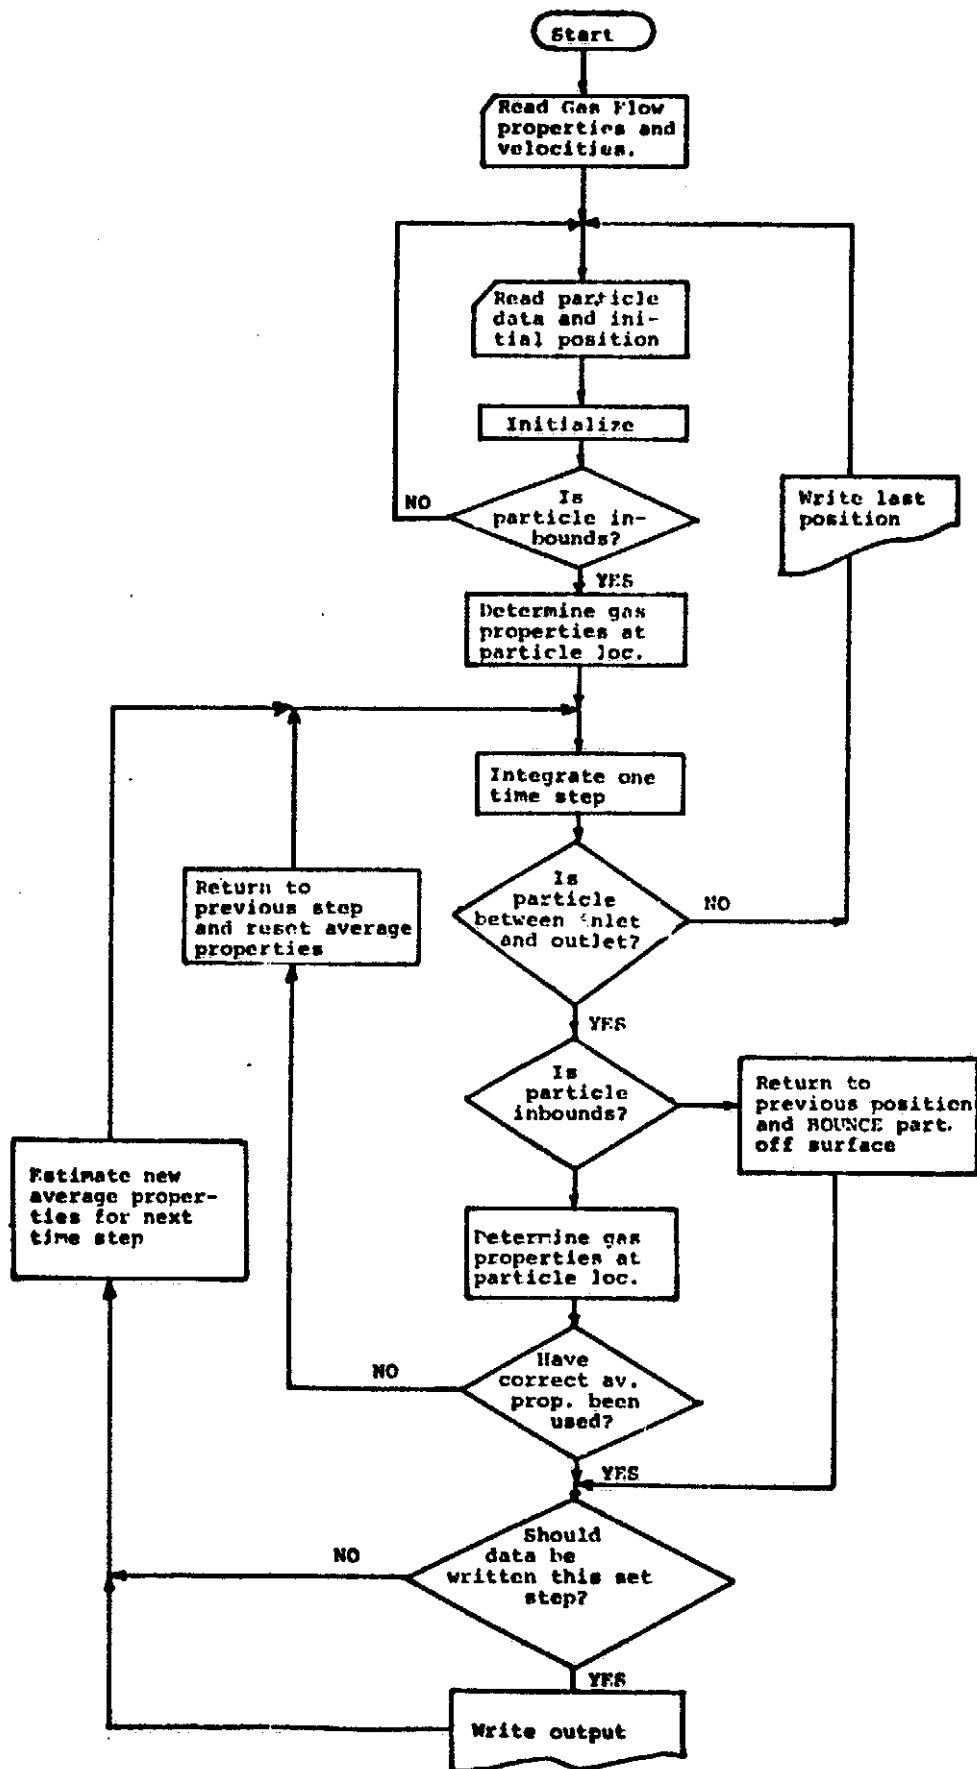 Start
Read Gas Flow
properties and
velocities.
Read particle
data and ini-
tial position
Initialize
Is
particle in-
bounds?
NO
YES
Write last
position
Determine gas
properties at
particle loc.
Integrate one
time step
Is
particle
between inlet
and outlet?
NO
YES
Return to
previous step
and reset average
properties
Is
particle
inbounds?
Return to
previous position
and BOUNCE part.
off surface
Estimate new
average proper-
ties for next
time step
Determine gas
properties at
particle loc.
Have
correct av.
prop. been
used?
NO
YES
Should
data be
written this set
step?
NO
YES
Write output